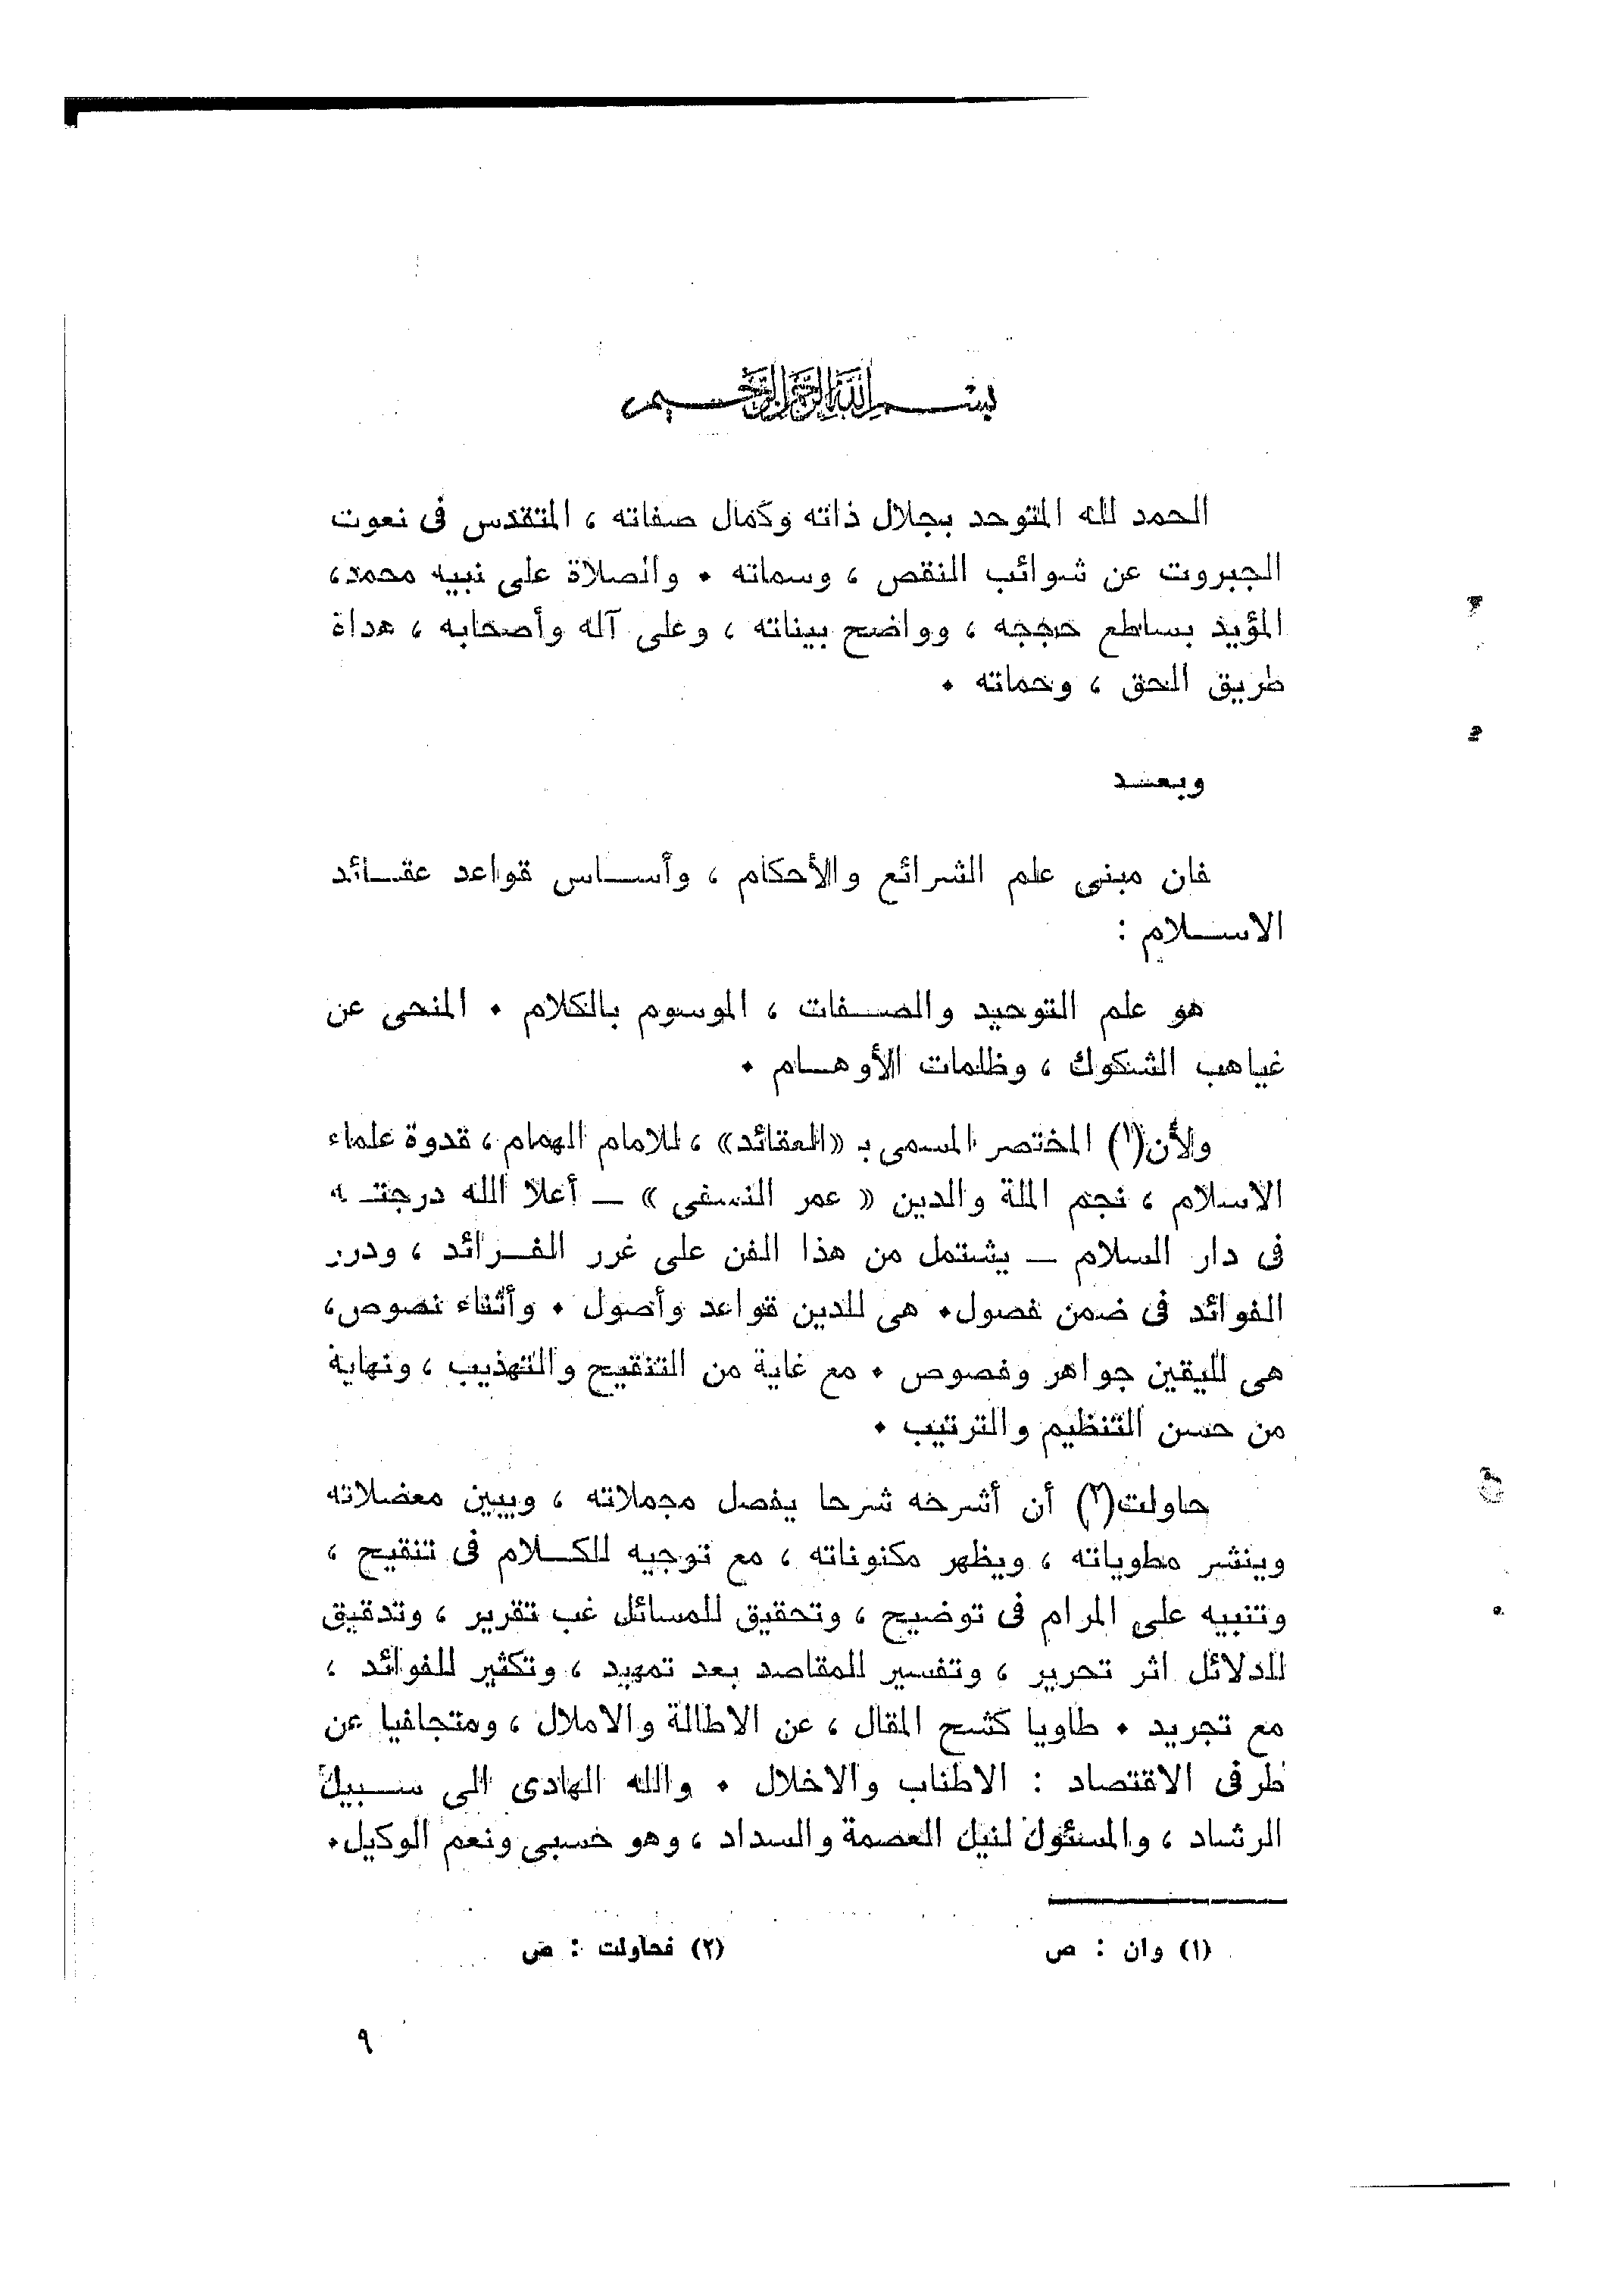 بسم الله الرحمن الرحيم
الحمد لله المتوحد بجلال ذاته وكمال صفاته ، المتقدس فى نعوت
الجبروت عن شوائب النقص ، وسماته . والصلاة على نبيه محمد ،
المؤيد بساطع حججه ، وواضح بيناته ، وعلى آله وأصحابه ، هداة
طريق الحق ، وحماته .
وبعد
فان مبنى علم الشرائع والأحكام ، وأساس قواعد عقائد
الاسلام :
هو علم التوحيد والصفات ، الموسوم بالكلام . المنحى عن
غياهب الشكوك ، وظلمات الأوهام .
ولأن(١) المختصر المسمى بـ «العقائد» ، للامام الهمام ، قدوة علماء
الاسلام ، نجم الملة والدين « عمر النسفى » — أعلا الله درجته
فى دار السلام — يشتمل من هذا الفن على غرر الفرائد ، ودرر
الفوائد فى ضمن فصول . هى للدين قواعد وأصول . وأثناء نصوص ،
هى لليقين جواهر وفصوص . مع غاية من التنقيح والتهذيب ، ونهاية
من حسن التنظيم والترتيب .
حاولت(٢) أن أشرحه شرحا يفصل مجملاته ، ويبين معضلاته
وينشر مطوياته ، ويظهر مكنوناته ، مع توجيه للكلام فى تنقيح ،
وتنبيه على المرام فى توضيح ، وتحقيق للمسائل غب تقرير ، وتدقيق
للدلائل اثر تحرير ، وتفسير للمقاصد بعد تمهيد ، وتكثير للفوائد ،
مع تجريد . طاويا كشح المقال ، عن الاطالة والاملال ، ومتجافيا عن
طرفى الاقتصاد : الاطناب والاخلال . والله الهادى الى سبيل
الرشاد ، والمسئول لنيل العصمة والسداد ، وهو حسبى ونعم الوكيل .
(١) وان : ص (٢) فحاولت : ض
٩